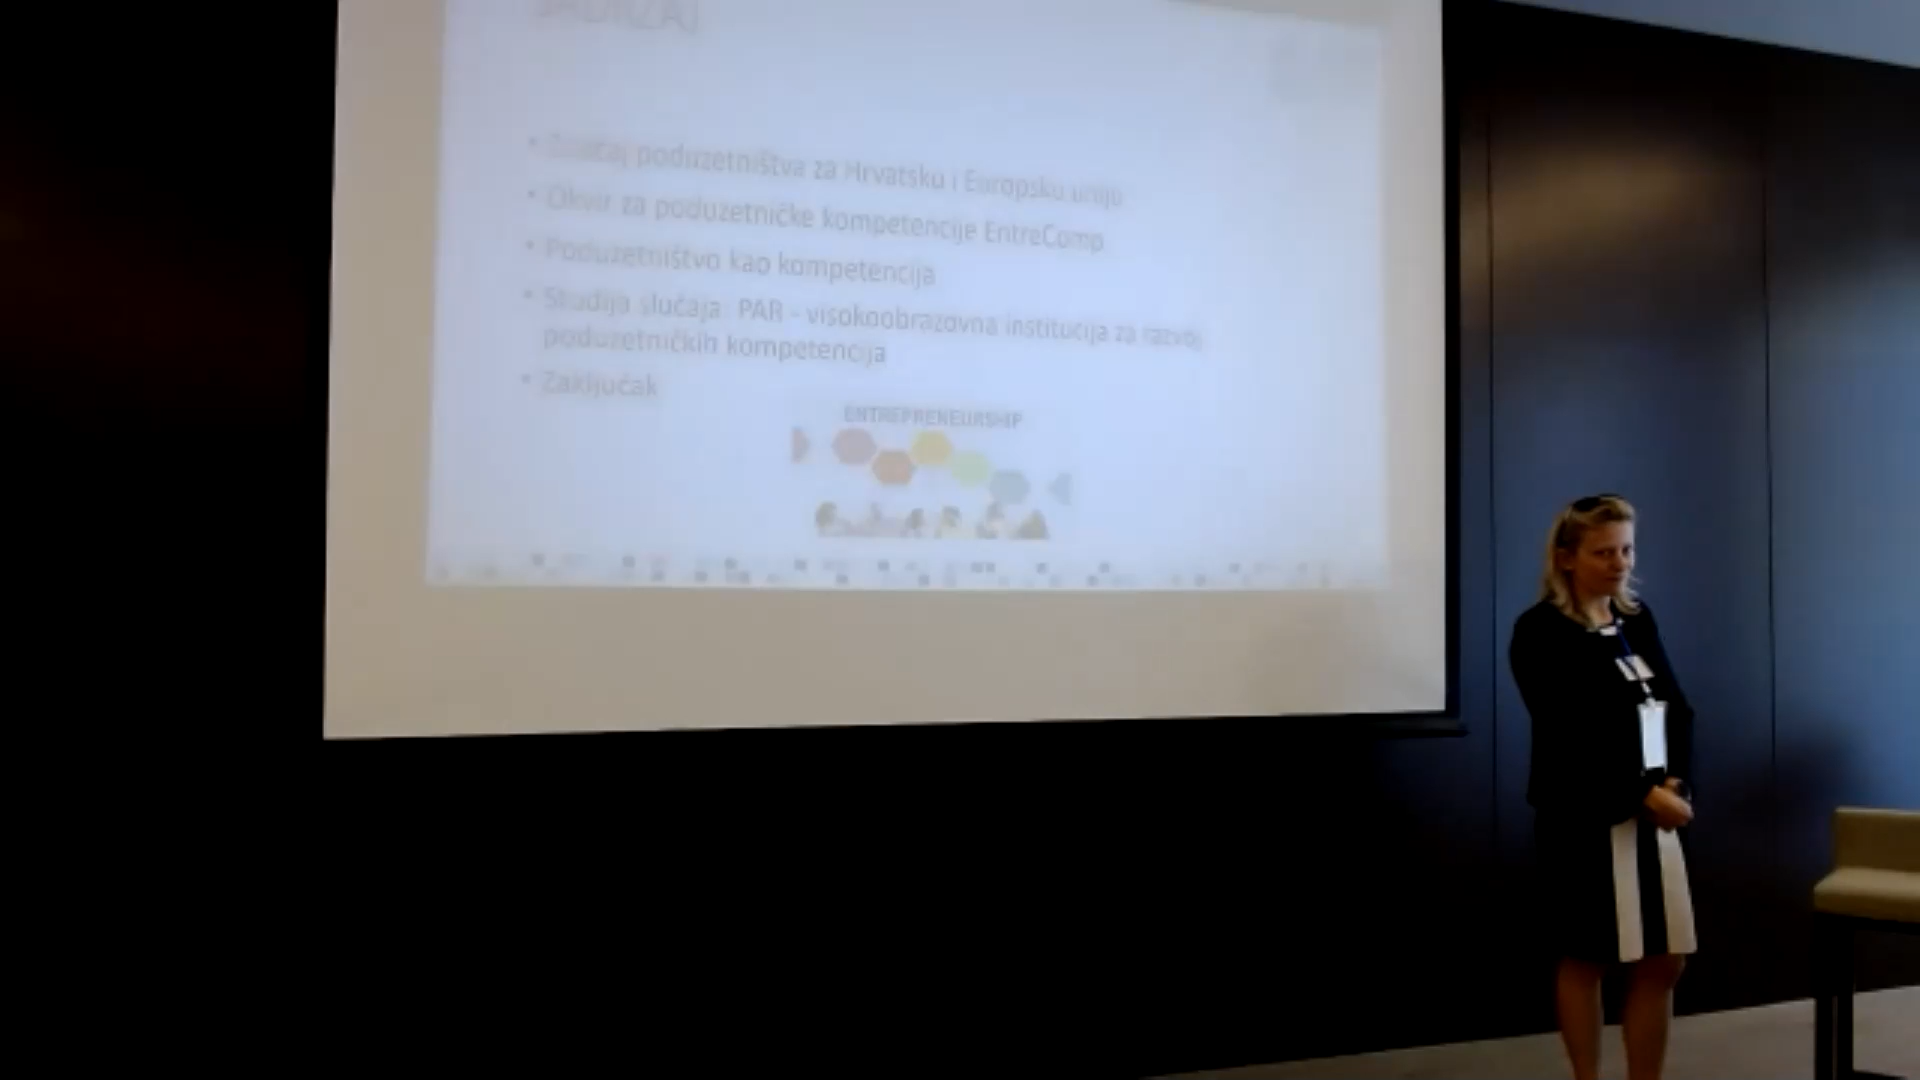 SADRŽAJ
• Značaj poduzetništva za Hrvatsku i Europsku uniju
• Okvir za poduzetničke kompetencije EntreComp
• Poduzetništvo kao kompetencija
• Studija slučaja: PAR - visokoobrazovna institucija za razvoj
poduzetničkih kompetencija
• Zaključak
ENTREPRENEURSHIP